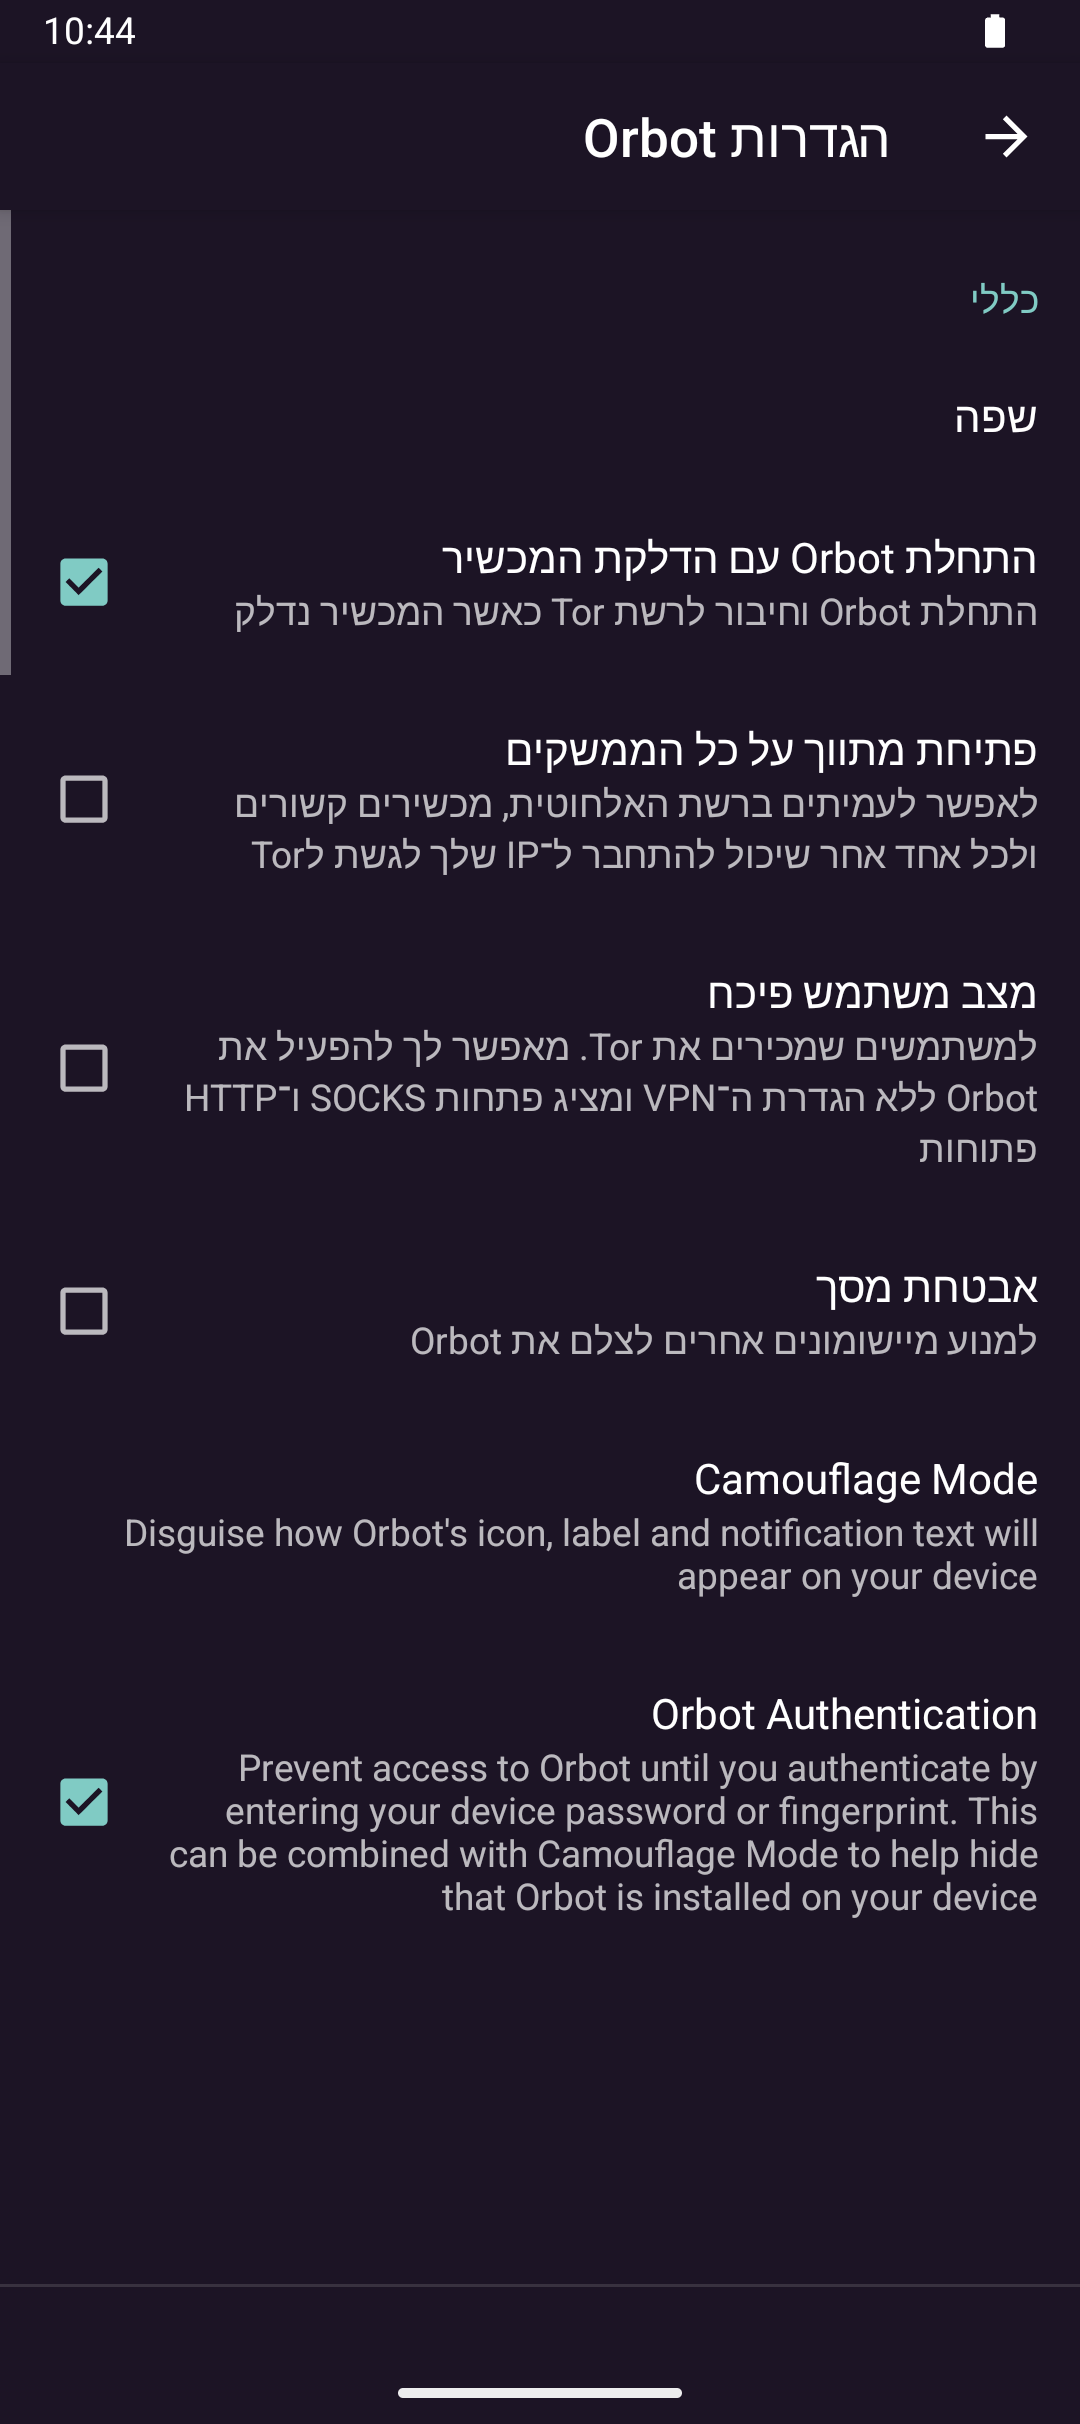 10:44
הגדרות Orbot
כללי
שפה
התחלת Orbot עם הדלקת המכשיר
התחלת Orbot וחיבור לרשת Tor כאשר המכשיר נדלק
פתיחת מתווך על כל הממשקים
לאפשר לעמיתים ברשת האלחוטית, מכשירים קשורים
ולכל אחד אחר שיכול להתחבר ל־IP שלך לגשת לTor
מצב משתמש פיכח
למשתמשים שמכירים את Tor. מאפשר לך להפעיל את
Orbot ללא הגדרת ה־VPN ומציג פתחות SOCKS ו־HTTP
פתוחות
אבטחת מסך
למנוע מיישומונים אחרים לצלם את Orbot
Camouflage Mode
Disguise how Orbot's icon, label and notification text will
appear on your device
Orbot Authentication
Prevent access to Orbot until you authenticate by
entering your device password or fingerprint. This
can be combined with Camouflage Mode to help hide
that Orbot is installed on your device